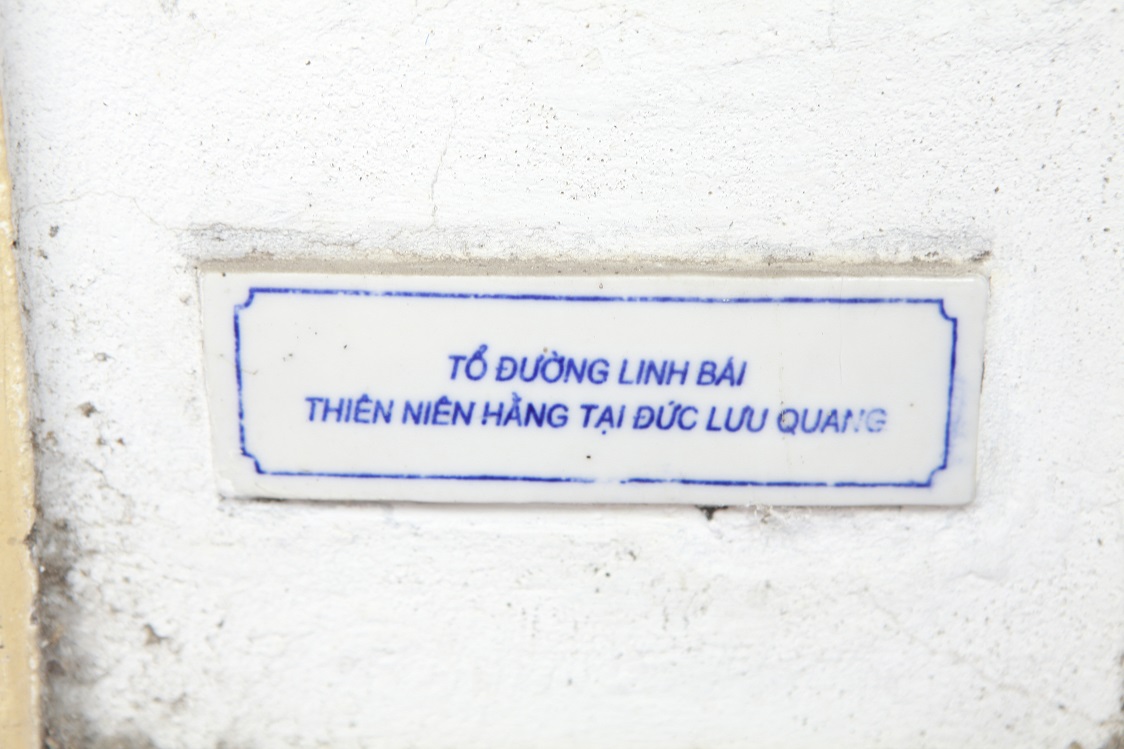 TỔ ĐƯỜNG LINH BÁI
THIÊN NIÊN HẰNG TẠI ĐỨC LƯU QUANG